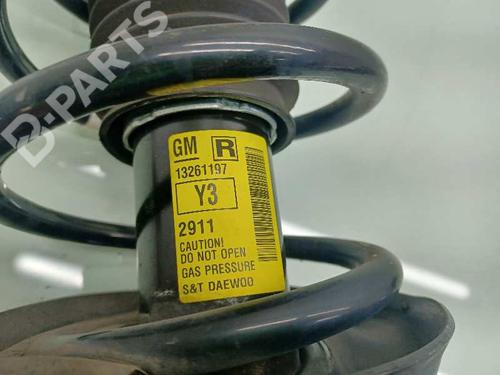 D-PARTS
GM R
13261197
Y3
2911
CAUTION!
DO NOT OPEN
GAS PRESSURE
S&T DAEWOO